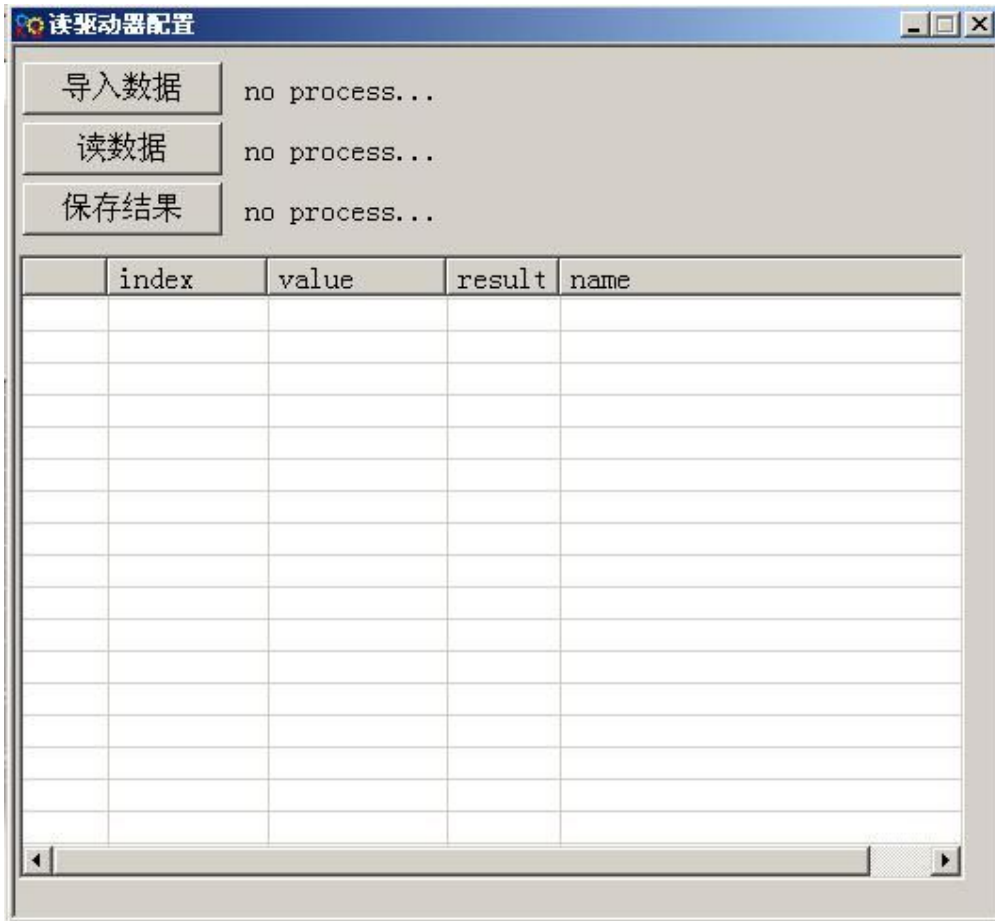 读驱动器配置
导入数据 no process...
读数据 no process...
保存结果 no process...
index value result name